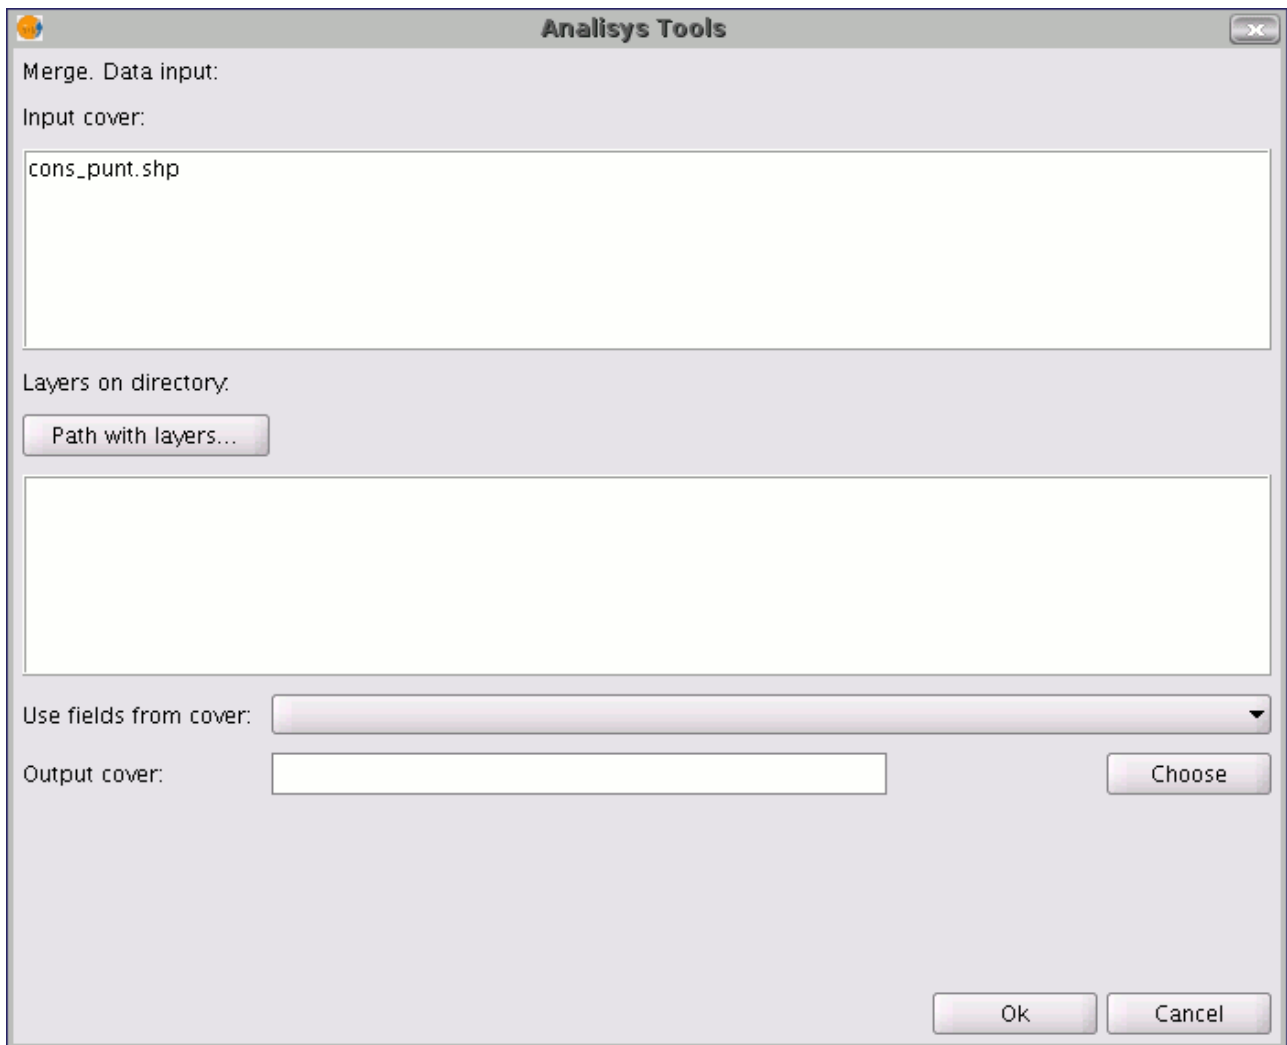 Analisys Tools
Merge. Data input:
Input cover:
cons_punt.shp
Layers on directory:
Path with layers...
Use fields from cover:
Output cover:
Choose
Ok
Cancel